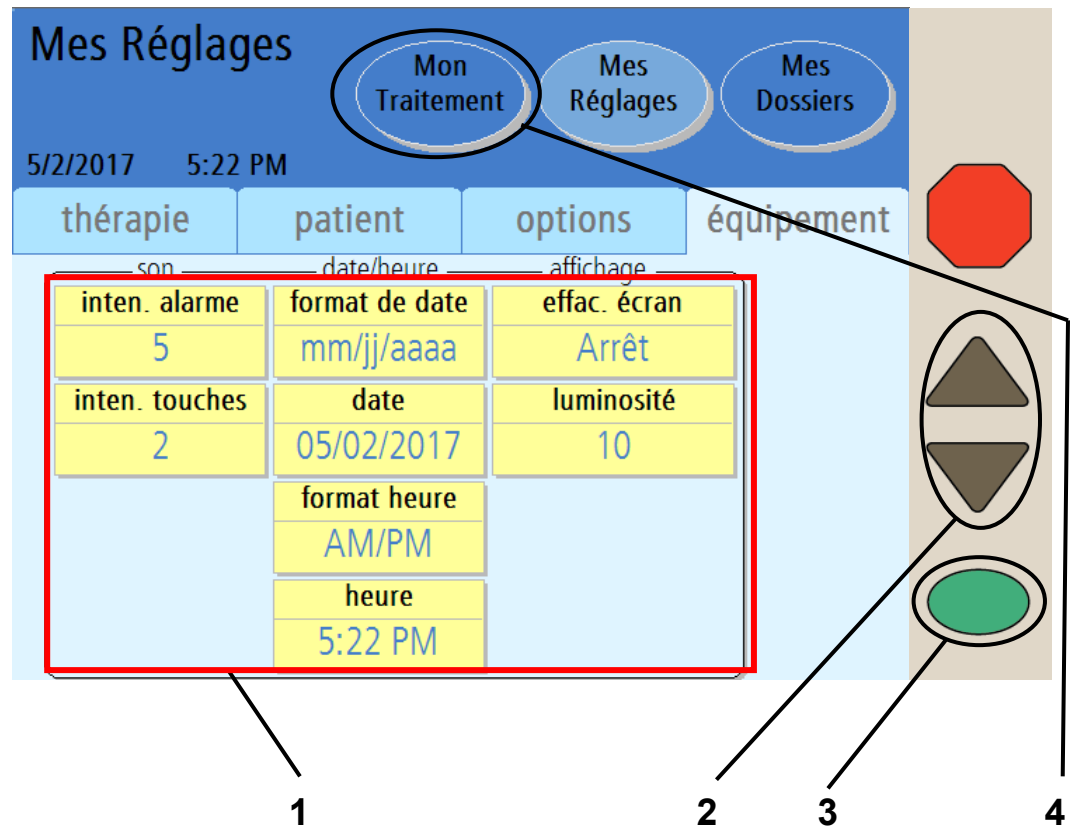 Mes Réglages
Mon
Traitement
Mes
Réglages
Mes
Dossiers
5/2/2017 5:22 PM
thérapie patient options équipement
son date/heure affichage
inten. alarme format de date effac. écran
5 mm/jj/aaaa Arrêt
inten. touches date luminosité
2 05/02/2017 10
format heure
AM/PM
heure
5:22 PM
1 2 3 4